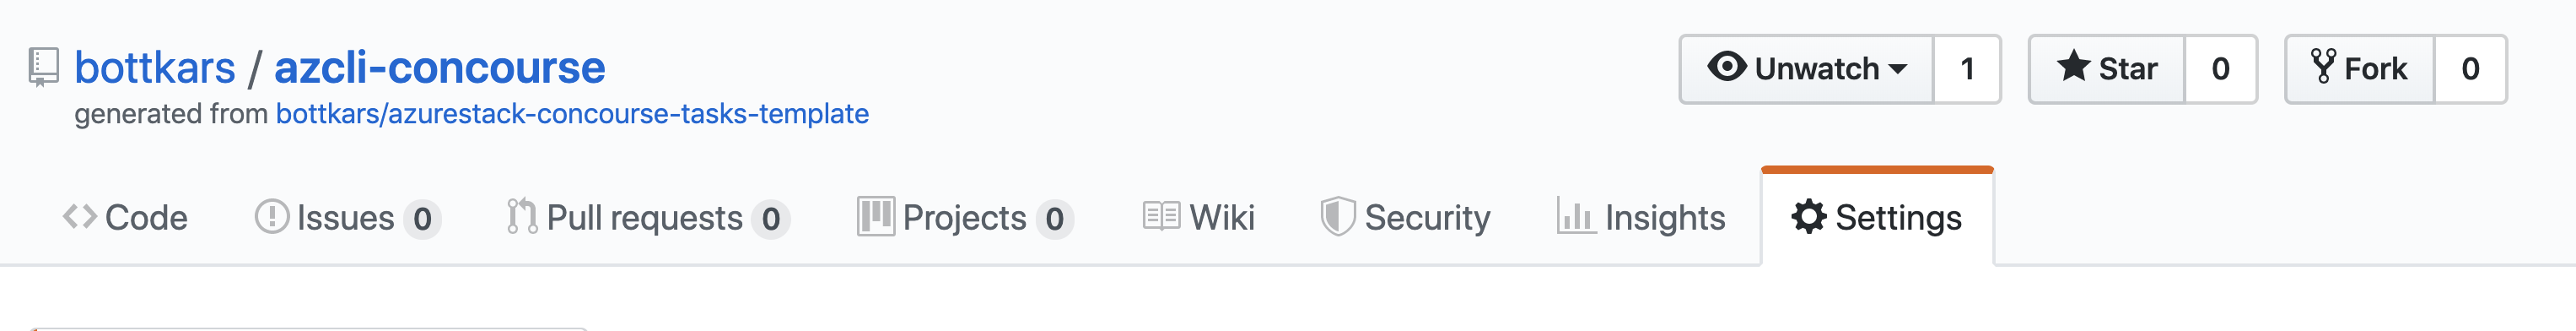 bottkars / azcli-concourse
generated from bottkars/azurestack-concourse-tasks-template
Unwatch 1 Star 0 Fork 0
Code Issues 0 Pull requests 0 Projects 0 Wiki Security Insights Settings